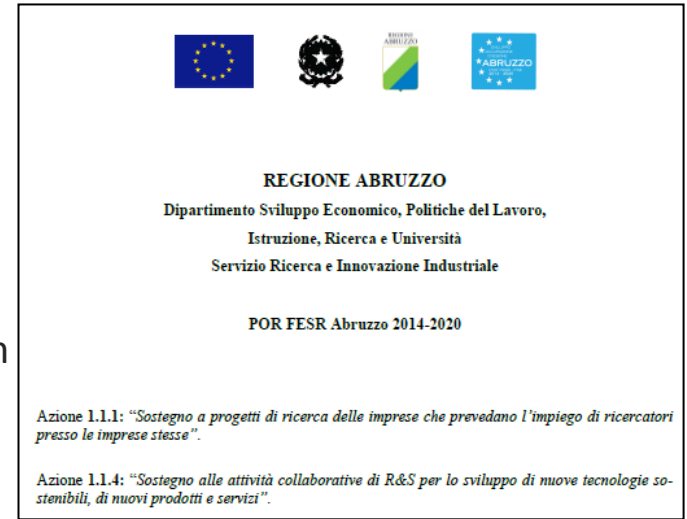 REGIONE
ABRUZZO
ABRUZZO
REGIONE ABRUZZO
Dipartimento Sviluppo Economico, Politiche del Lavoro,
Istruzione, Ricerca e Università
Servizio Ricerca e Innovazione Industriale
POR FESR Abruzzo 2014-2020
Azione 1.1.1: “Sostegno a progetti di ricerca delle imprese che prevedano l’impiego di ricercatori
presso le imprese stesse”.
Azione 1.1.4: “Sostegno alle attività collaborative di R&S per lo sviluppo di nuove tecnologie so-
stenibili, di nuovi prodotti e servizi”.